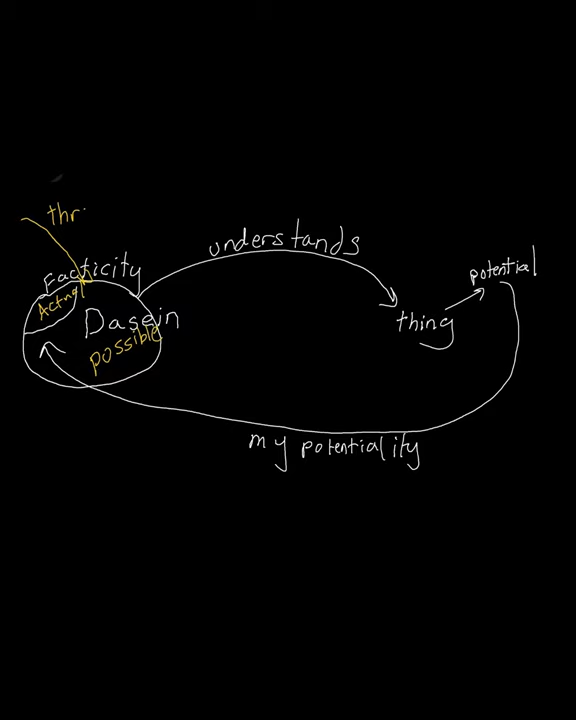 thr
understands
Facticity
potential
Actual
Dasein
thing
possible
my potentiality